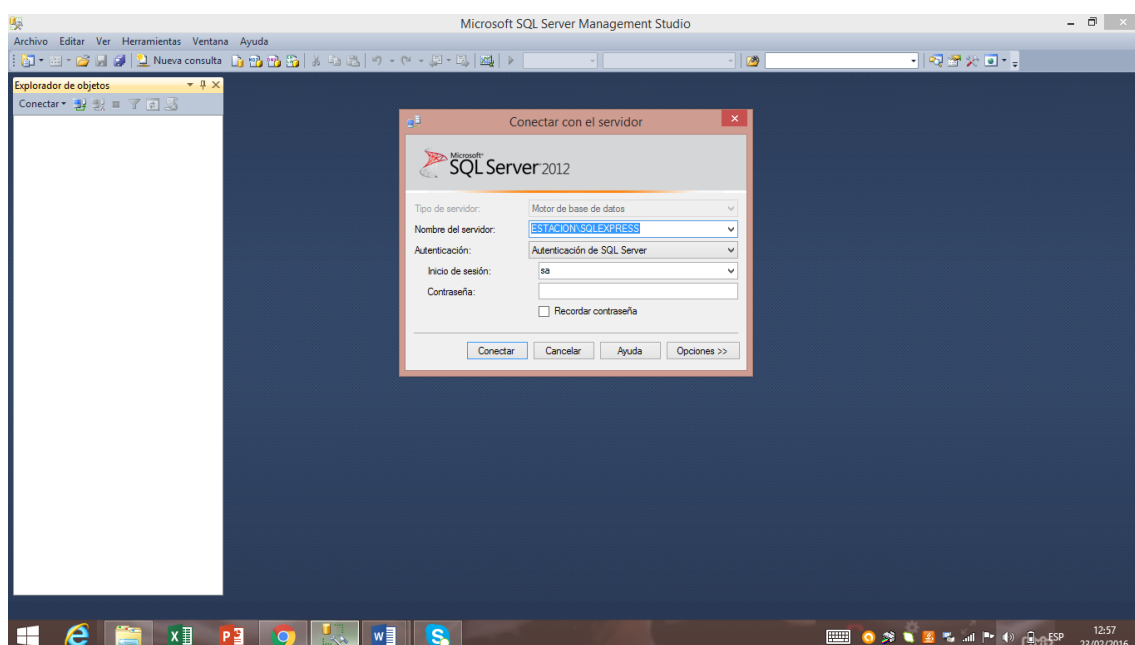 Microsoft SQL Server Management Studio
Archivo Editar Ver Herramientas Ventana Ayuda
Nueva consulta
Explorador de objetos
Conectar
Conectar con el servidor
Microsoft
SQL Server 2012
Tipo de servidor: Motor de base de datos
Nombre del servidor: ESTACION\SQLEXPRESS
Autenticación: Autenticación de SQL Server
Inicio de sesión: sa
Contraseña:
Recordar contraseña
Conectar Cancelar Ayuda Opciones >>
ESP 12:57
22/02/2016